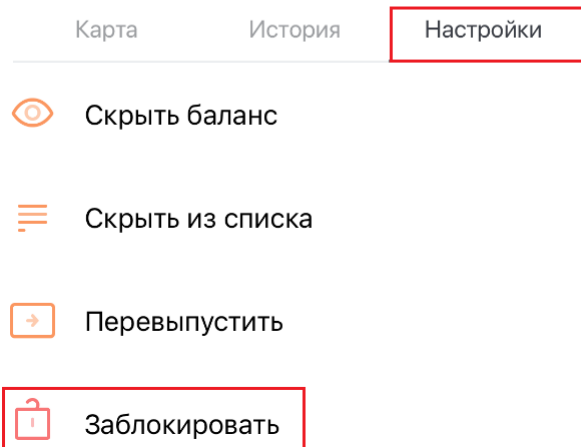 Карта История Настройки
Скрыть баланс
Скрыть из списка
Перевыпустить
Заблокировать